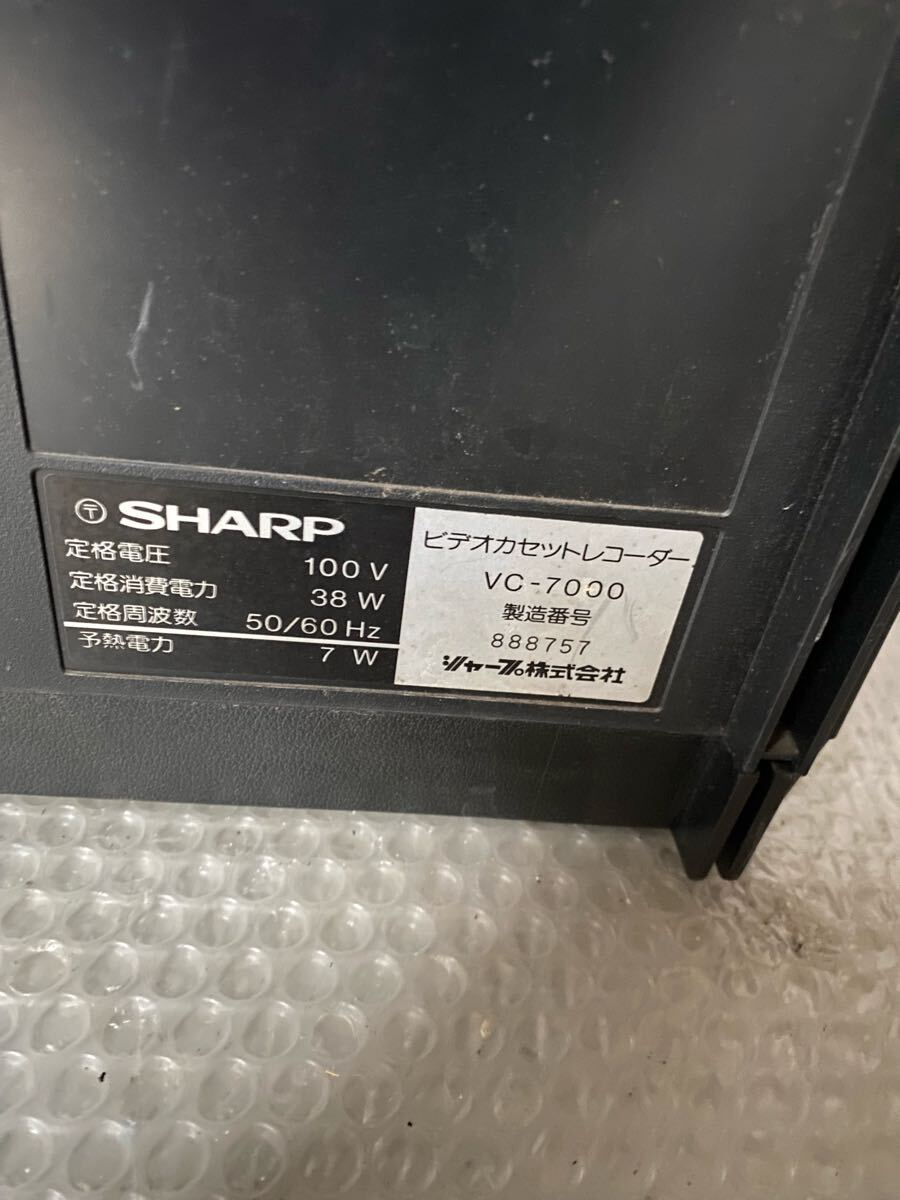 〒 SHARP
定格電圧 100 V
定格消費電力 38 W
定格周波数 50/60 Hz
予熱電力 7 W
ビデオカセットレコーダー
VC-7000
製造番号
888757
シャープ株式会社